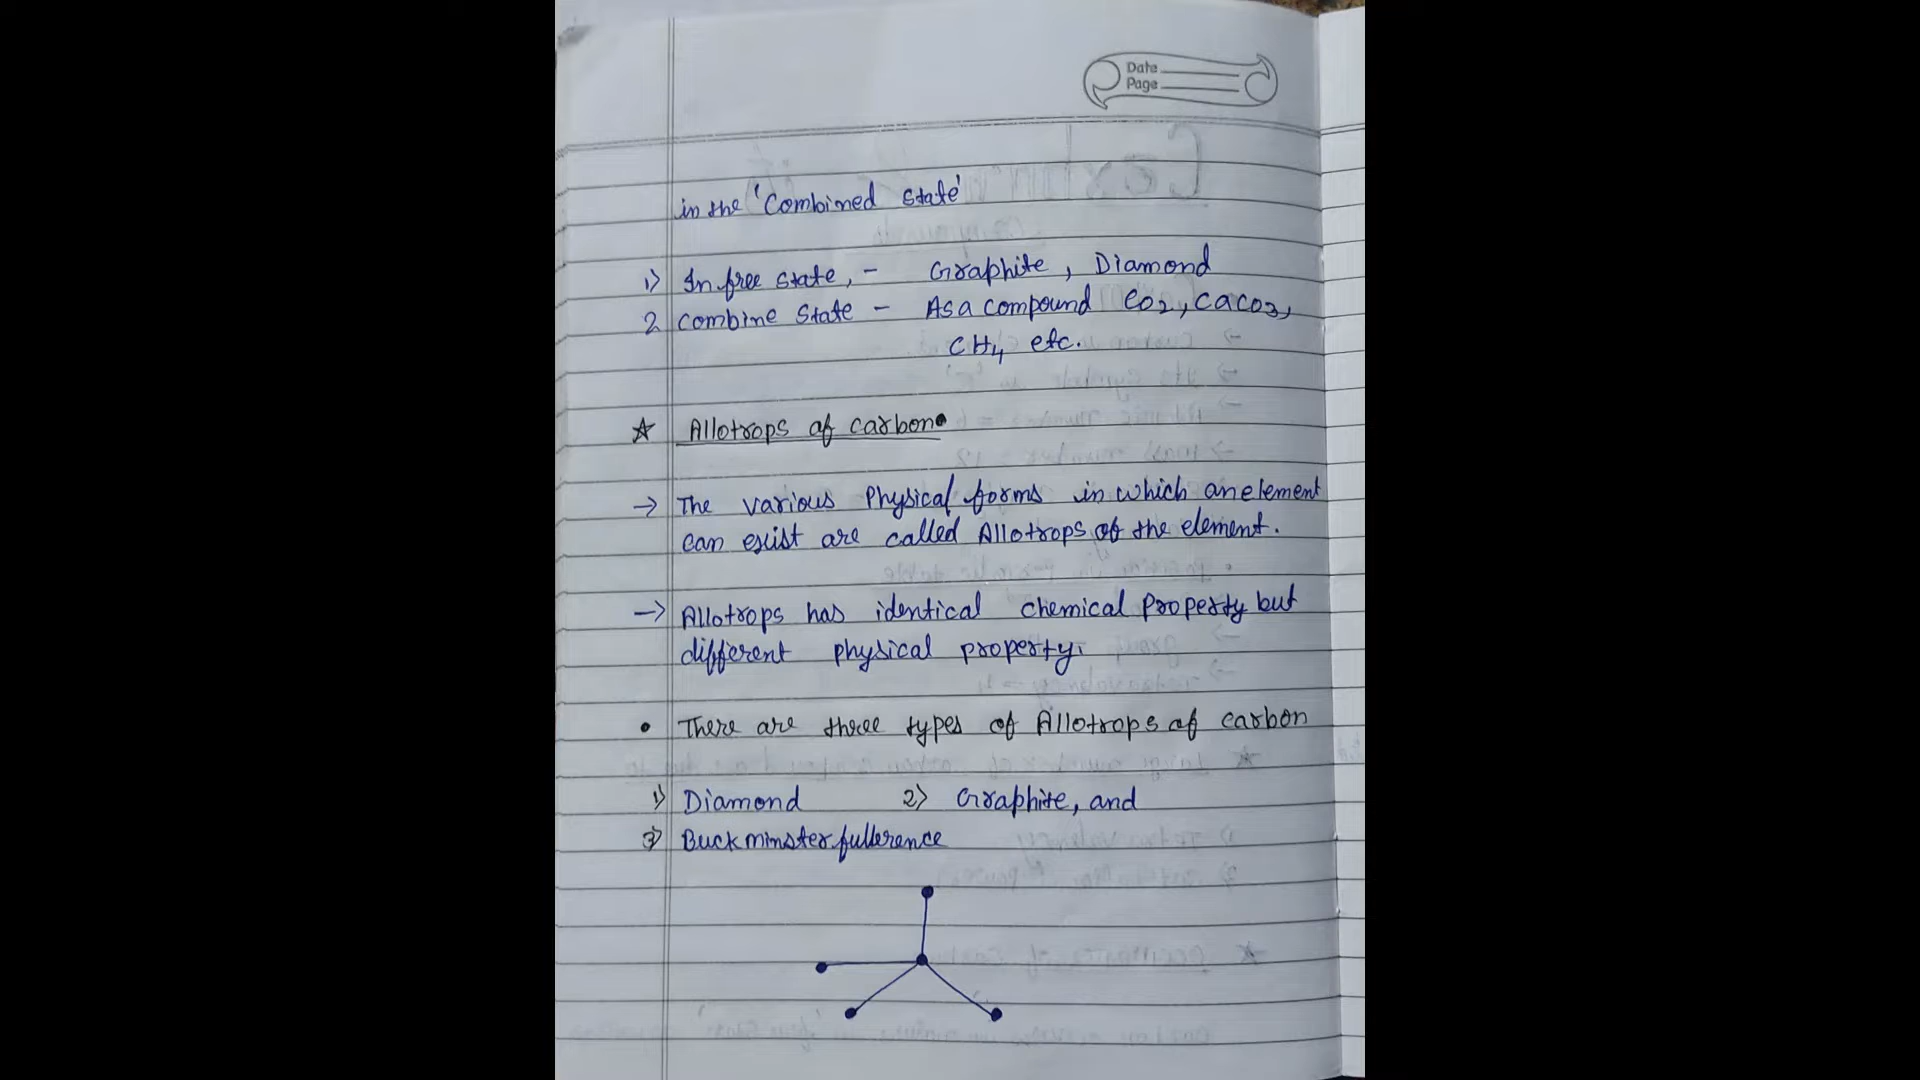 Date
Page
in the 'Combined State'
1) In free state, - Graphite, Diamond
2 Combine State - As a compound CO2, CaCO3,
CH4 etc.
☆ Allotrops of carbon
→ The various Physical forms in which an element
can exist are called Allotrops of the element.
→ Allotrops has identical chemical Property but
different physical property.
• There are three types of Allotrops of carbon
1) Diamond 2) Graphite, and
3) Buckminsterfullerence